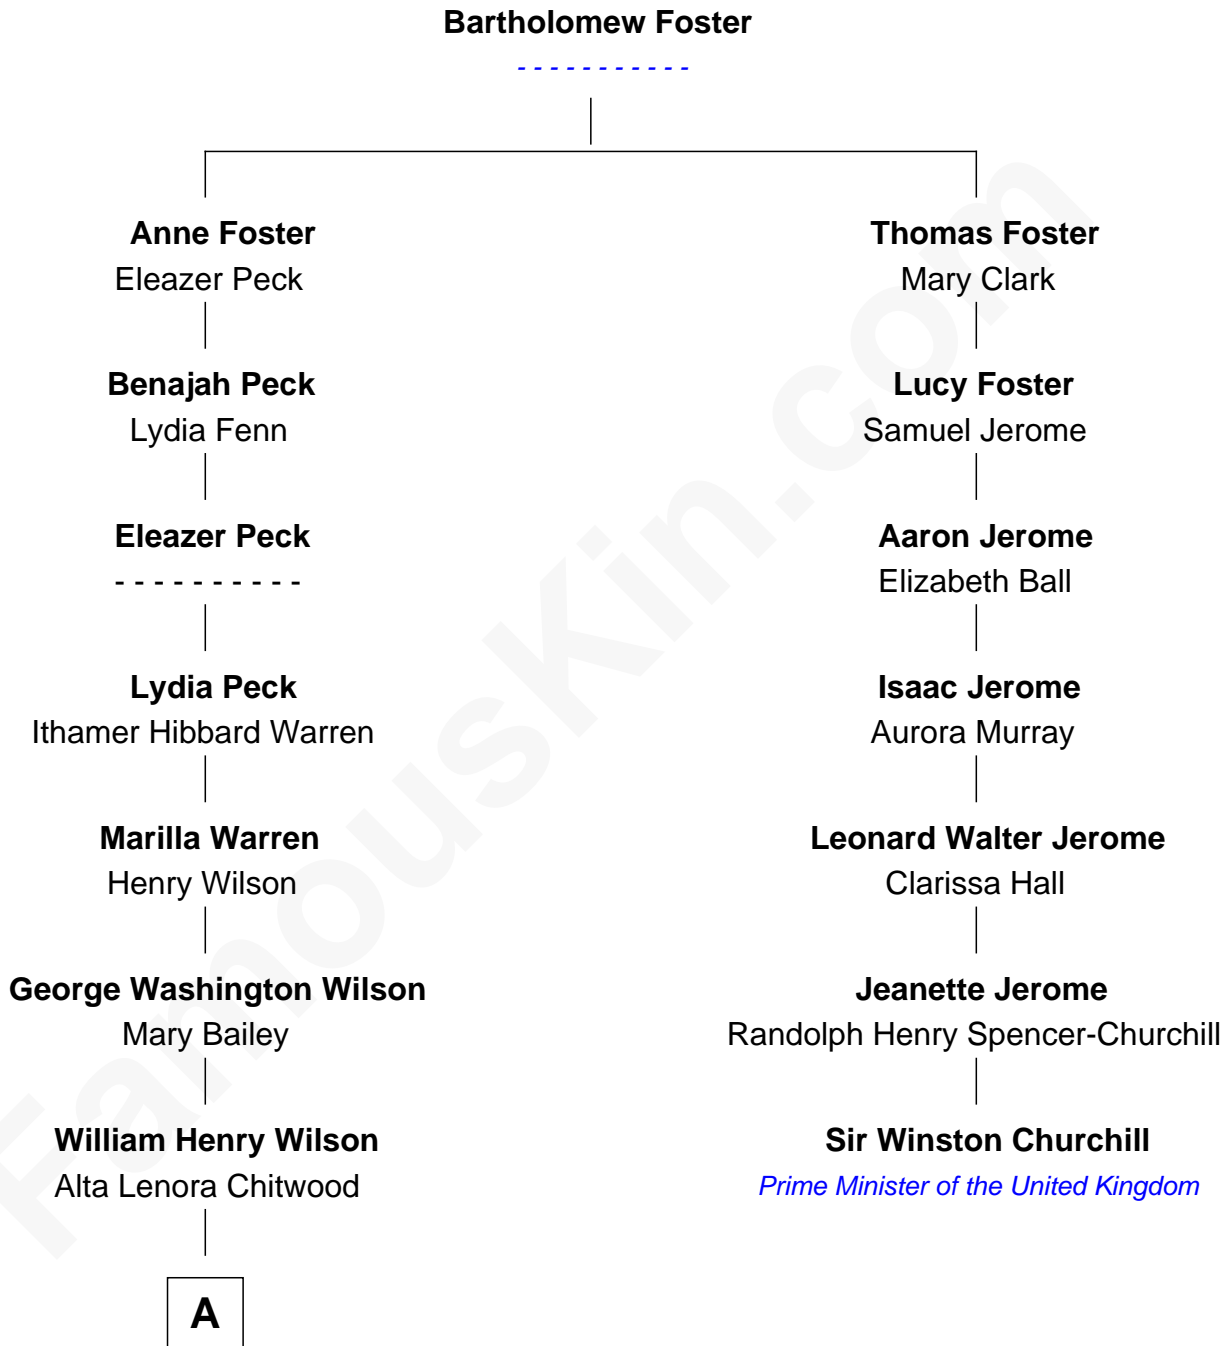 Bartholomew Foster
- - - - - - - - - - -
Anne Foster
Eleazer Peck
Thomas Foster
Mary Clark
Benajah Peck
Lydia Fenn
Lucy Foster
Samuel Jerome
Eleazer Peck
- - - - - - - - - -
Aaron Jerome
Elizabeth Ball
Lydia Peck
Ithamer Hibbard Warren
Isaac Jerome
Aurora Murray
Marilla Warren
Henry Wilson
Leonard Walter Jerome
Clarissa Hall
George Washington Wilson
Mary Bailey
Jeanette Jerome
Randolph Henry Spencer-Churchill
William Henry Wilson
Alta Lenora Chitwood
Sir Winston Churchill
Prime Minister of the United Kingdom
A
FamousKin.com